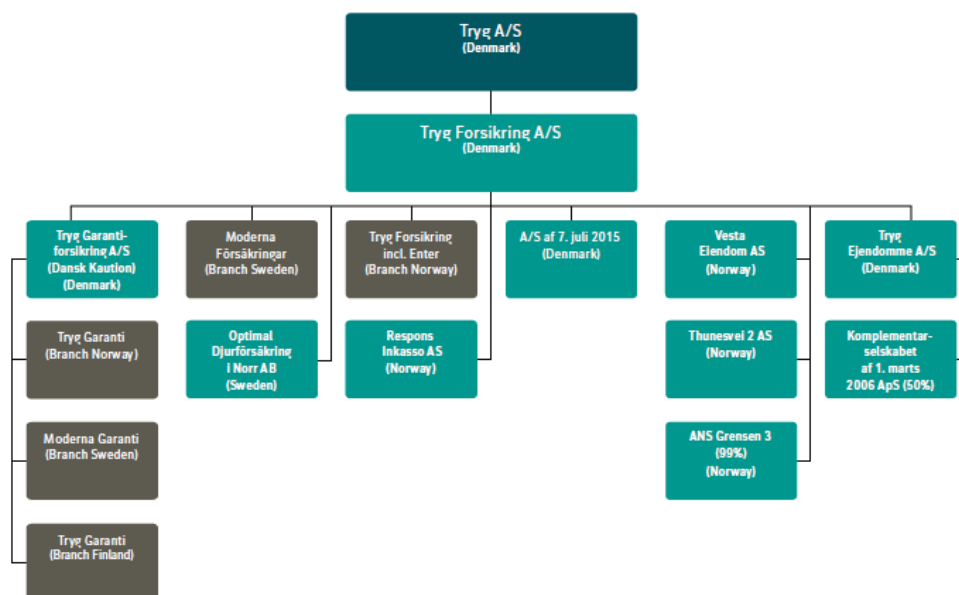 Tryg A/S
(Denmark)
Tryg Forsikring A/S
(Denmark)
Tryg Garanti-
forsikring A/S
(Dansk Kaution)
(Denmark)
Moderna
Försäkringar
(Branch Sweden)
Tryg Forsikring
incl. Enter
(Branch Norway)
A/S af 7. juli 2015
(Denmark)
Vesta
Eiendom AS
(Norway)
Tryg
Ejendomme A/S
(Denmark)
Tryg Garanti
(Branch Norway)
Optimal
Djurförsäkring
i Norr AB
(Sweden)
Respons
Inkasso AS
(Norway)
Thunesvei 2 AS
(Norway)
Komplementar-
selskabet
af 1. marts
2006 ApS (50%)
Moderna Garanti
(Branch Sweden)
ANS Grensen 3
(99%)
(Norway)
Tryg Garanti
(Branch Finland)